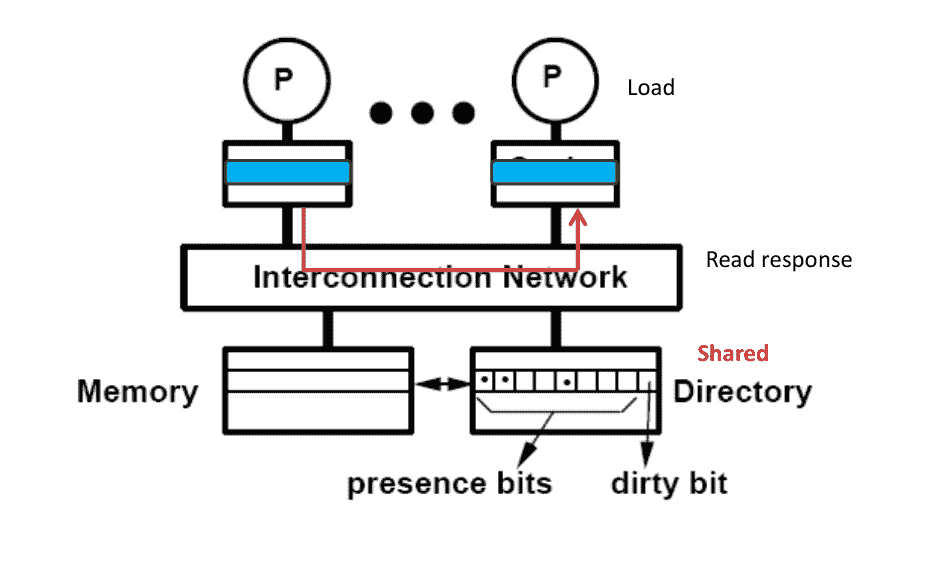 P
P
Load
Interconnection Network
Read response
Shared
Memory
Directory
presence bits
dirty bit